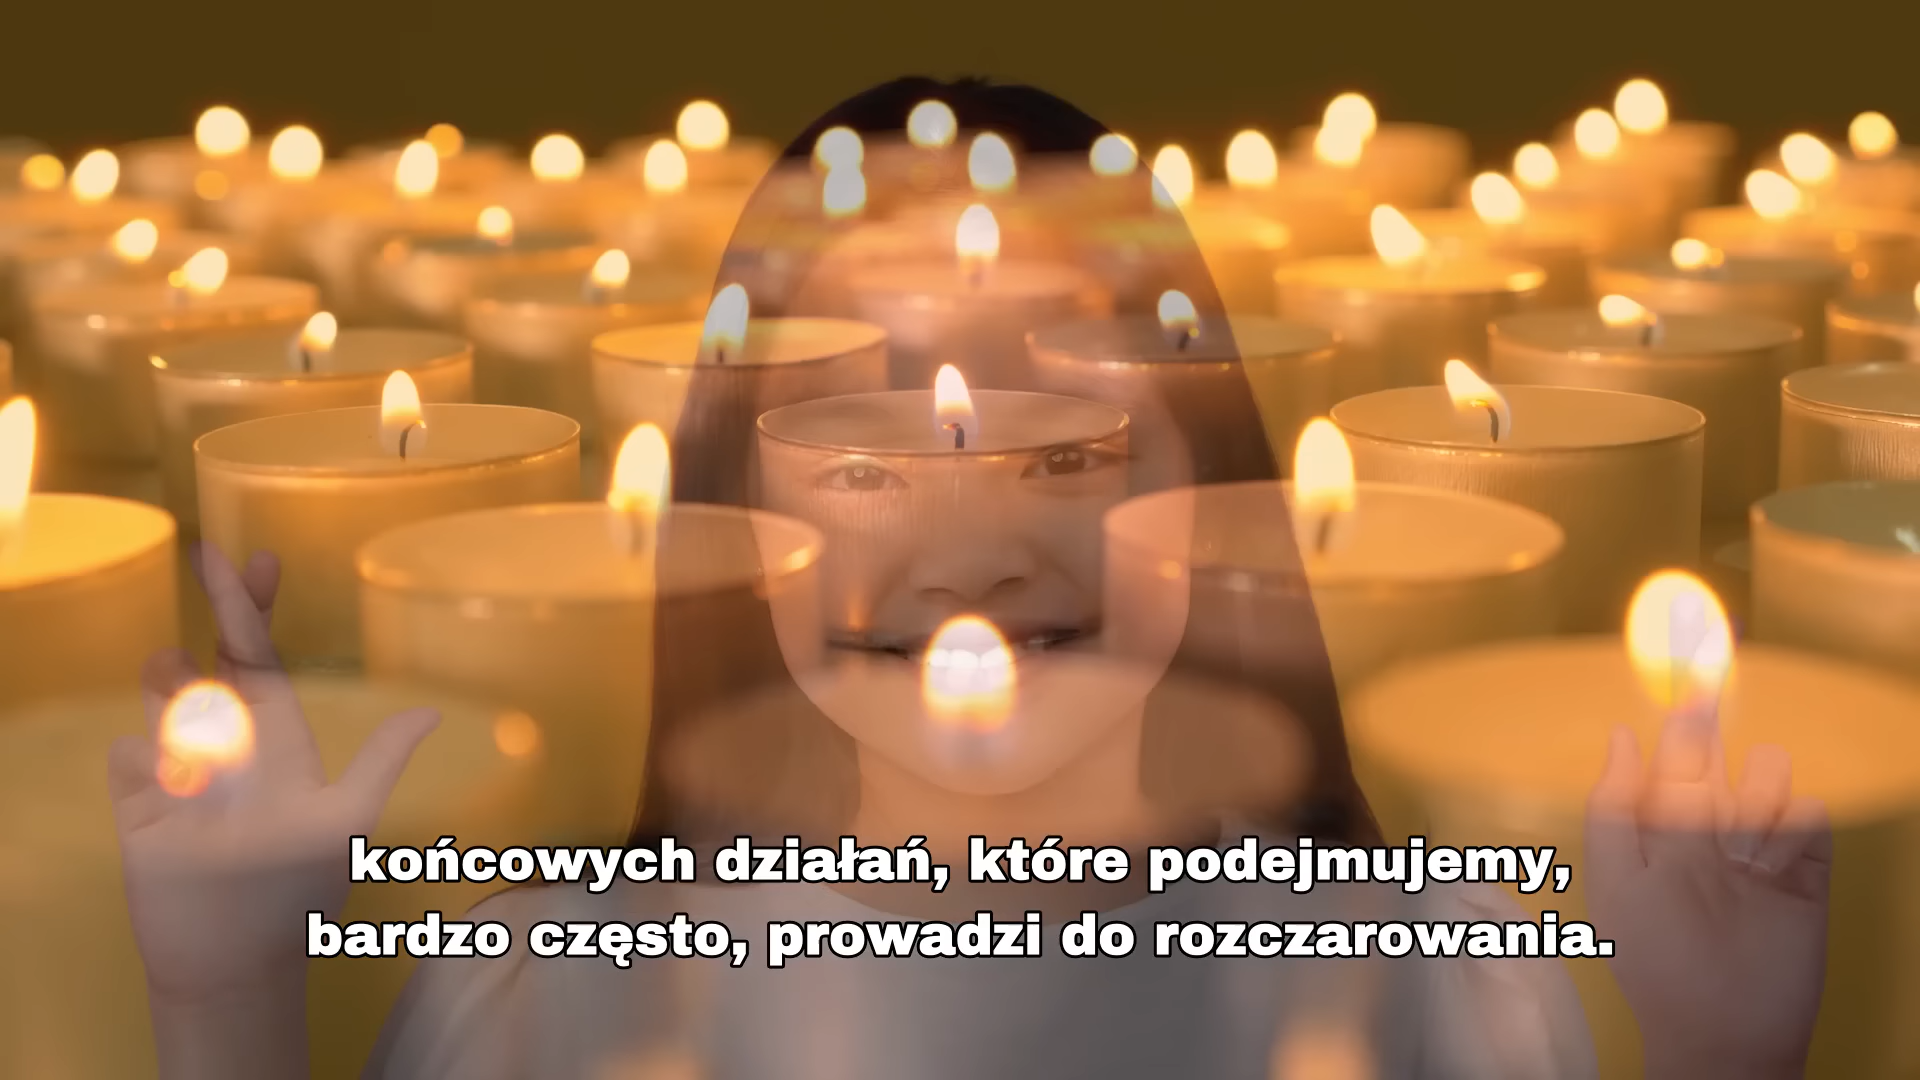 końcowych działań, które podejmujemy,
bardzo często, prowadzi do rozczarowania.